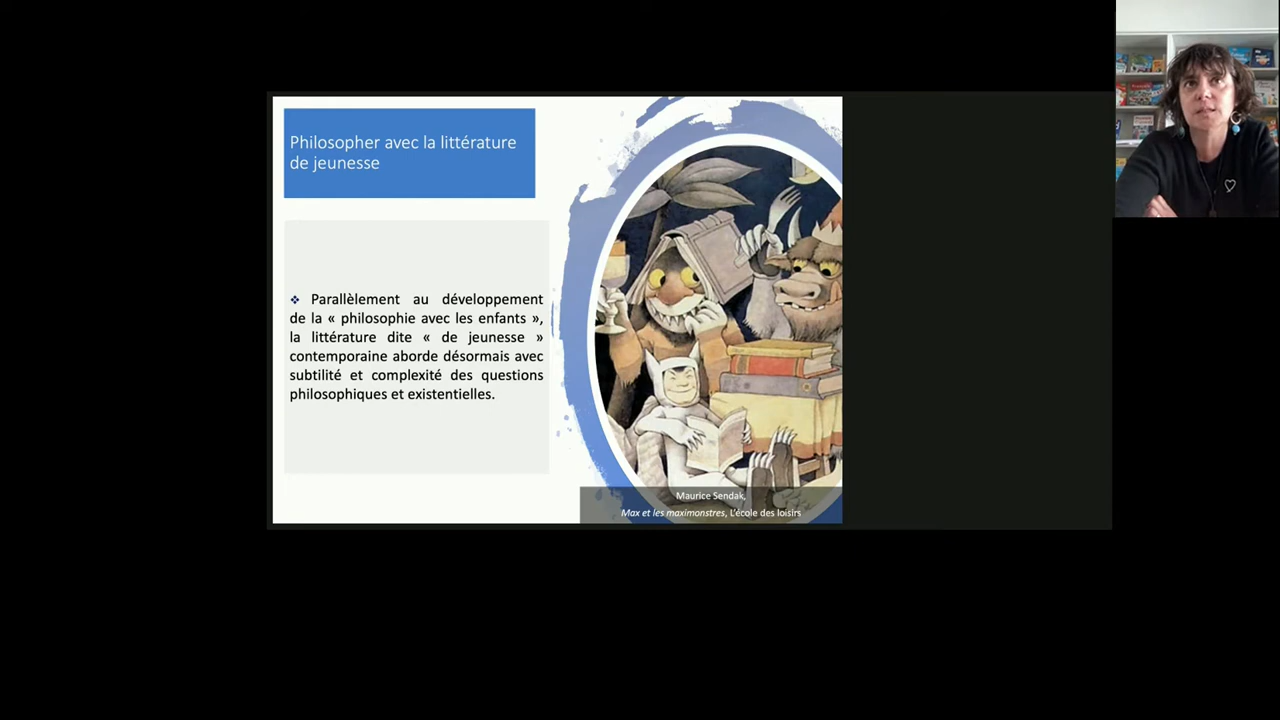 Philosopher avec la littérature
de jeunesse
❖ Parallèlement au développement
de la « philosophie avec les enfants »,
la littérature dite « de jeunesse »
contemporaine aborde désormais avec
subtilité et complexité des questions
philosophiques et existentielles.
Maurice Sendak,
Max et les maximonstres, L'école des loisirs